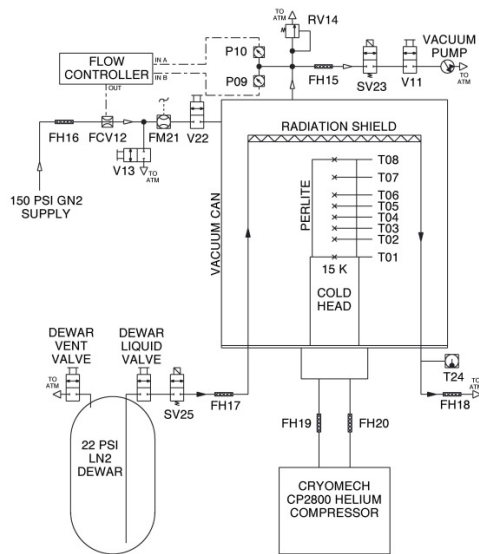 TO
ATM
RV14
P10
FLOW
CONTROLLER
IN A
IN B
OUT
P09
FH15
SV23
V11
VACUUM
PUMP
TO
ATM
FH16
FCV12
FM21
V22
V13
TO
ATM
150 PSI GN2
SUPPLY
VACUUM CAN
RADIATION SHIELD
PERLITE
T08
T07
T06
T05
T04
T03
T02
T01
15 K
COLD
HEAD
DEWAR
VENT
VALVE
DEWAR
LIQUID
VALVE
TO
ATM
SV25
FH17
T24
FH18
TO
ATM
22 PSI
LN2
DEWAR
FH19
FH20
CRYOMECH
CP2800 HELIUM
COMPRESSOR